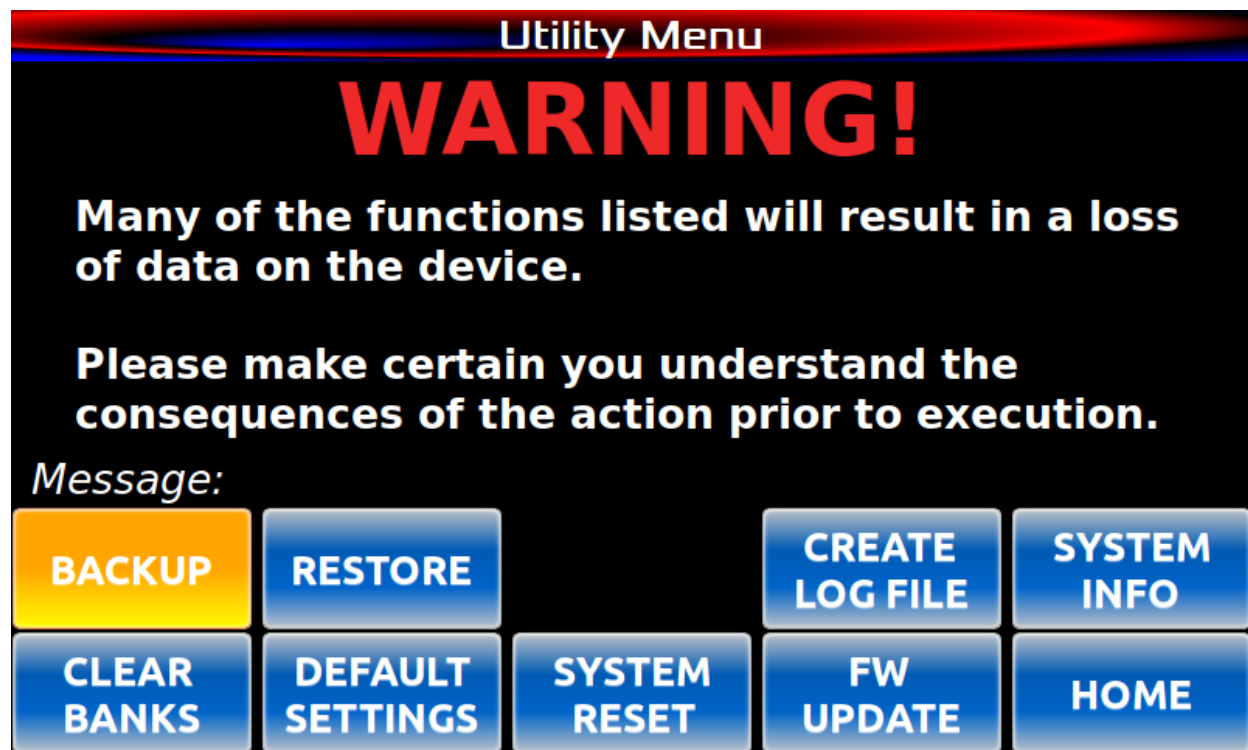 Utility Menu
WARNING!
Many of the functions listed will result in a loss
of data on the device.
Please make certain you understand the
consequences of the action prior to execution.
Message:
BACKUP
RESTORE
CREATE
LOG FILE
SYSTEM
INFO
CLEAR
BANKS
DEFAULT
SETTINGS
SYSTEM
RESET
FW
UPDATE
HOME